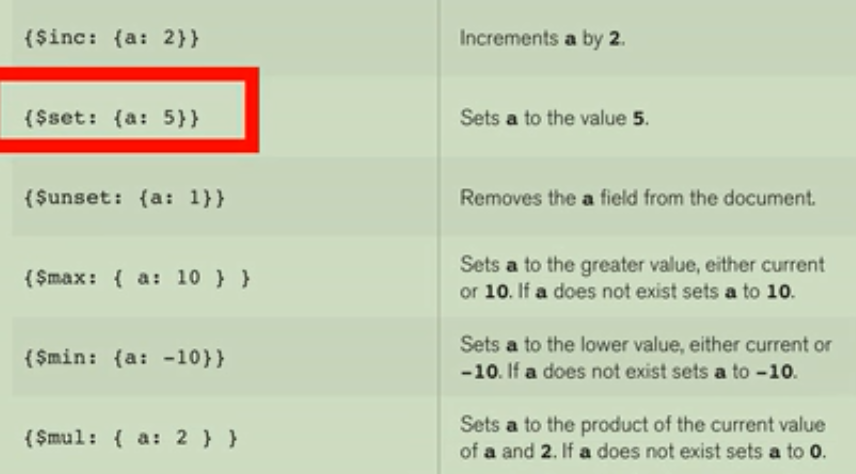 {$inc: {a: 2}}
Increments a by 2.
{$set: {a: 5}}
Sets a to the value 5.
{$unset: {a: 1}}
Removes the a field from the document.
{$max: { a: 10 } }
Sets a to the greater value, either current
or 10. If a does not exist sets a to 10.
{$min: {a: -10}}
Sets a to the lower value, either current or
-10. If a does not exist sets a to -10.
{$mul: { a: 2 } }
Sets a to the product of the current value
of a and 2. If a does not exist sets a to 0.